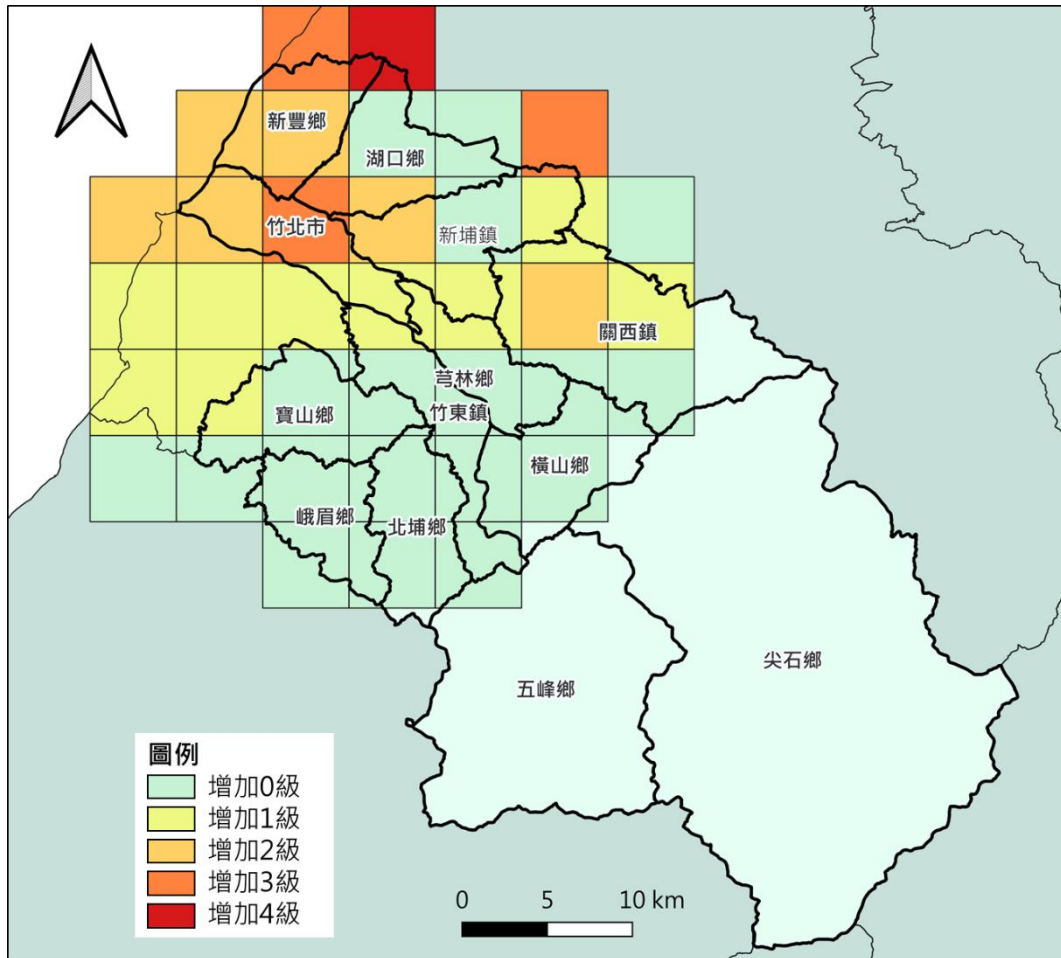 新豐鄉
湖口鄉
竹北市
新埔鎮
關西鎮
芎林鄉
寶山鄉
竹東鎮
橫山鄉
峨眉鄉
北埔鄉
尖石鄉
五峰鄉
圖例
增加0級
增加1級
增加2級
增加3級
增加4級
0 5 10 km